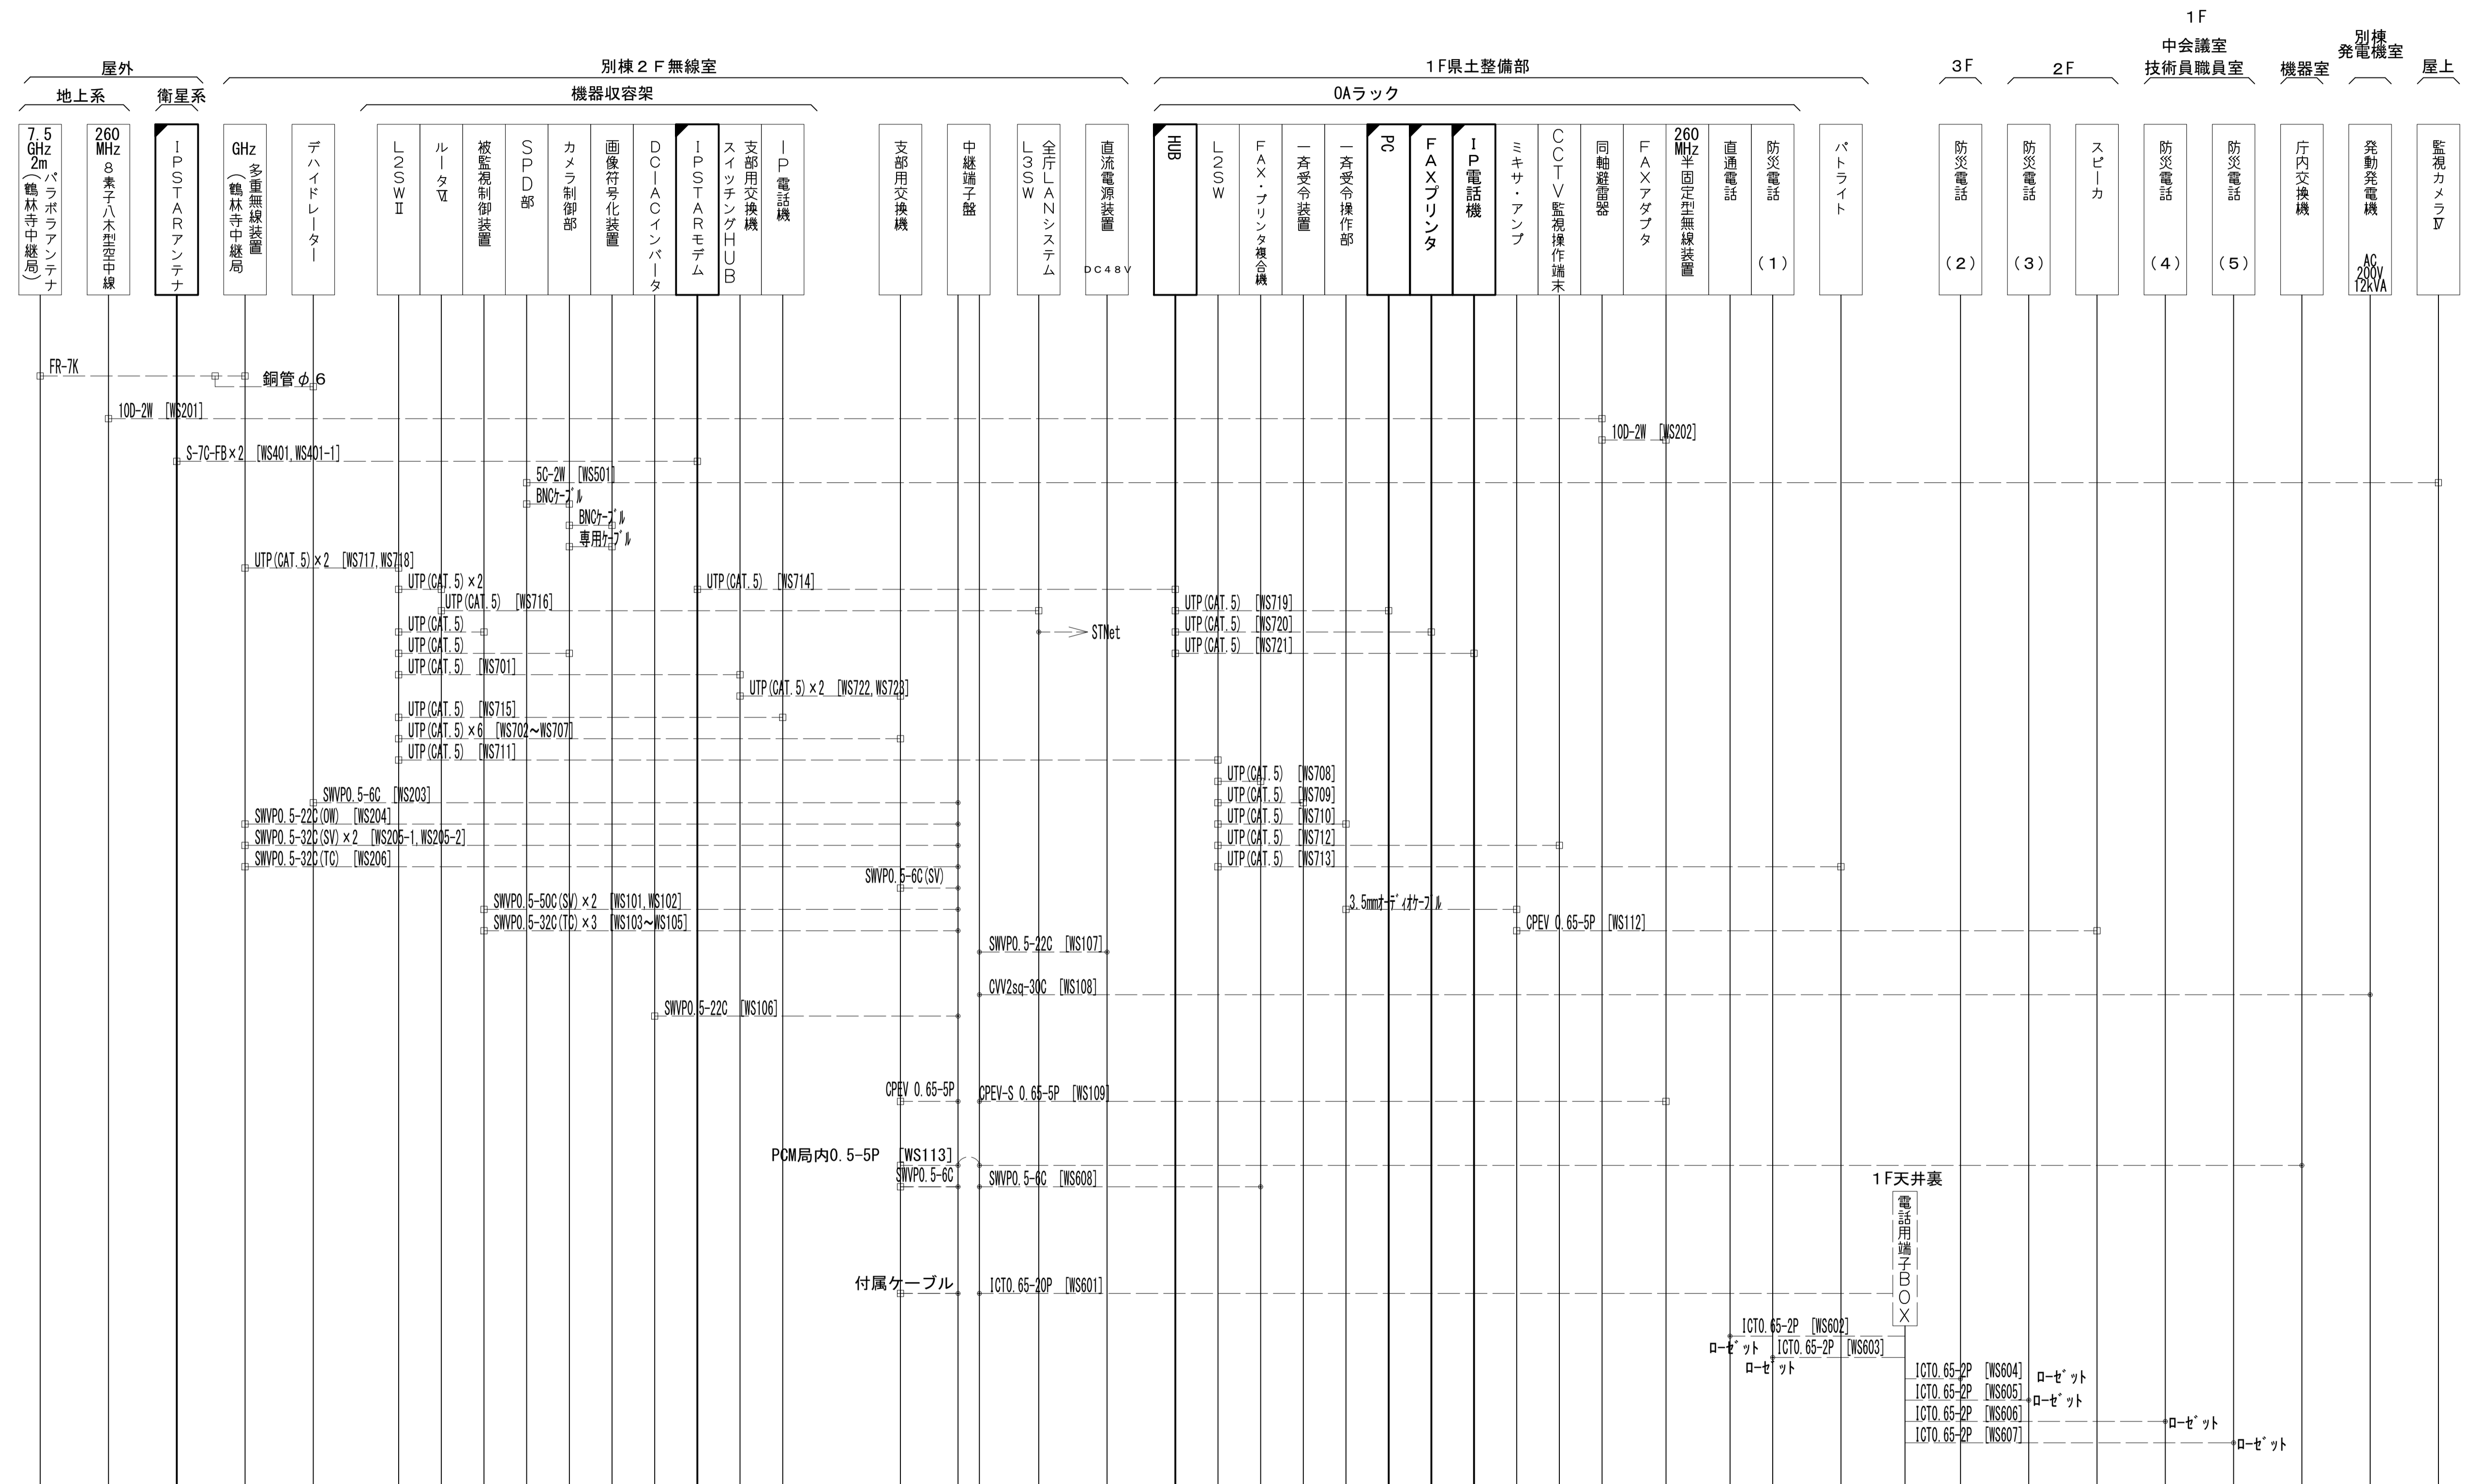 1F
別棟
発電機室
中会議室
屋外
別棟2F無線室
1F県土整備部
3F
2F
技術員職員室
機器室
屋上
地上系
衛星系
機器収容架
OAラック
7.5
GHz
2m
パラボラアンテナ
(鶴林寺中継局)
260
MHz
8素子八木型空中線
IPSTARアンテナ
GHz
多重無線装置
(鶴林寺中継局
デハイドレーター
L2SWⅡ
ルータⅥ
被監視制御装置
SPD部
カメラ制御部
画像符号化装置
DC-ACインバータ
IPSTARモデム
支部用交換機
スイッチングHUB
IP電話機
支部用交換機
中継端子盤
全庁LANシステム
L3SW
直流電源装置
DC48V
HUB
L2SW
FAX・プリンタ複合機
一斉受令装置
一斉受令操作部
PC
FAXプリンタ
IP電話機
ミキサ・アンプ
CCTV監視操作端末
同軸避雷器
FAXアダプタ
260
MHz
半固定型無線装置
直通電話
防災電話
(1)
パトライト
防災電話
(2)
防災電話
(3)
スピーカ
防災電話
(4)
防災電話
(5)
庁内交換機
発動発電機
AC
200V
12kVA
監視カメラⅣ
FR-7K
銅管φ6
10D-2W [WS201]
10D-2W [WS202]
S-7C-FB×2 [WS401,WS401-1]
5C-2W [WS501]
BNCｹｰﾌﾞﾙ
BNCｹｰﾌﾞﾙ
専用ｹｰﾌﾞﾙ
UTP(CAT.5)×2 [WS717,WS718]
UTP(CAT.5)×2
UTP(CAT.5) [WS714]
UTP(CAT.5) [WS716]
UTP(CAT.5) [WS719]
UTP(CAT.5)
STNet
UTP(CAT.5) [WS720]
UTP(CAT.5)
UTP(CAT.5) [WS721]
UTP(CAT.5) [WS701]
UTP(CAT.5)×2 [WS722,WS723]
UTP(CAT.5) [WS715]
UTP(CAT.5)×6 [WS702～WS707]
UTP(CAT.5) [WS711]
UTP(CAT.5) [WS708]
SWVP0.5-6C [WS203]
UTP(CAT.5) [WS709]
SWVP0.5-22C(OW) [WS204]
UTP(CAT.5) [WS710]
SWVP0.5-32C(SV)×2 [WS205-1,WS205-2]
UTP(CAT.5) [WS712]
SWVP0.5-32C(TC) [WS206]
UTP(CAT.5) [WS713]
SWVP0.5-6C(SV)
SWVP0.5-50C(SV)×2 [WS101,WS102]
3.5mmｵｰﾃﾞｨｵｹｰﾌﾞﾙ
SWVP0.5-32C(TC)×3 [WS103～WS105]
CPEV 0.65-5P [WS112]
SWVP0.5-22C [WS107]
CVV2sq-30C [WS108]
SWVP0.5-22C [WS106]
CPEV 0.65-5P
CPEV-S 0.65-5P [WS109]
PCM局内0.5-5P [WS113]
SWVP0.5-6C
SWVP0.5-6C [WS608]
1F天井裏
電話用端子BOX
付属ケーブル
ICT0.65-20P [WS601]
ICT0.65-2P [WS602]
ﾛｰｾﾞｯﾄ
ICT0.65-2P [WS603]
ﾛｰｾﾞｯﾄ
ICT0.65-2P [WS604]
ﾛｰｾﾞｯﾄ
ICT0.65-2P [WS605]
ﾛｰｾﾞｯﾄ
ICT0.65-2P [WS606]
ﾛｰｾﾞｯﾄ
ICT0.65-2P [WS607]
ﾛｰｾﾞｯﾄ